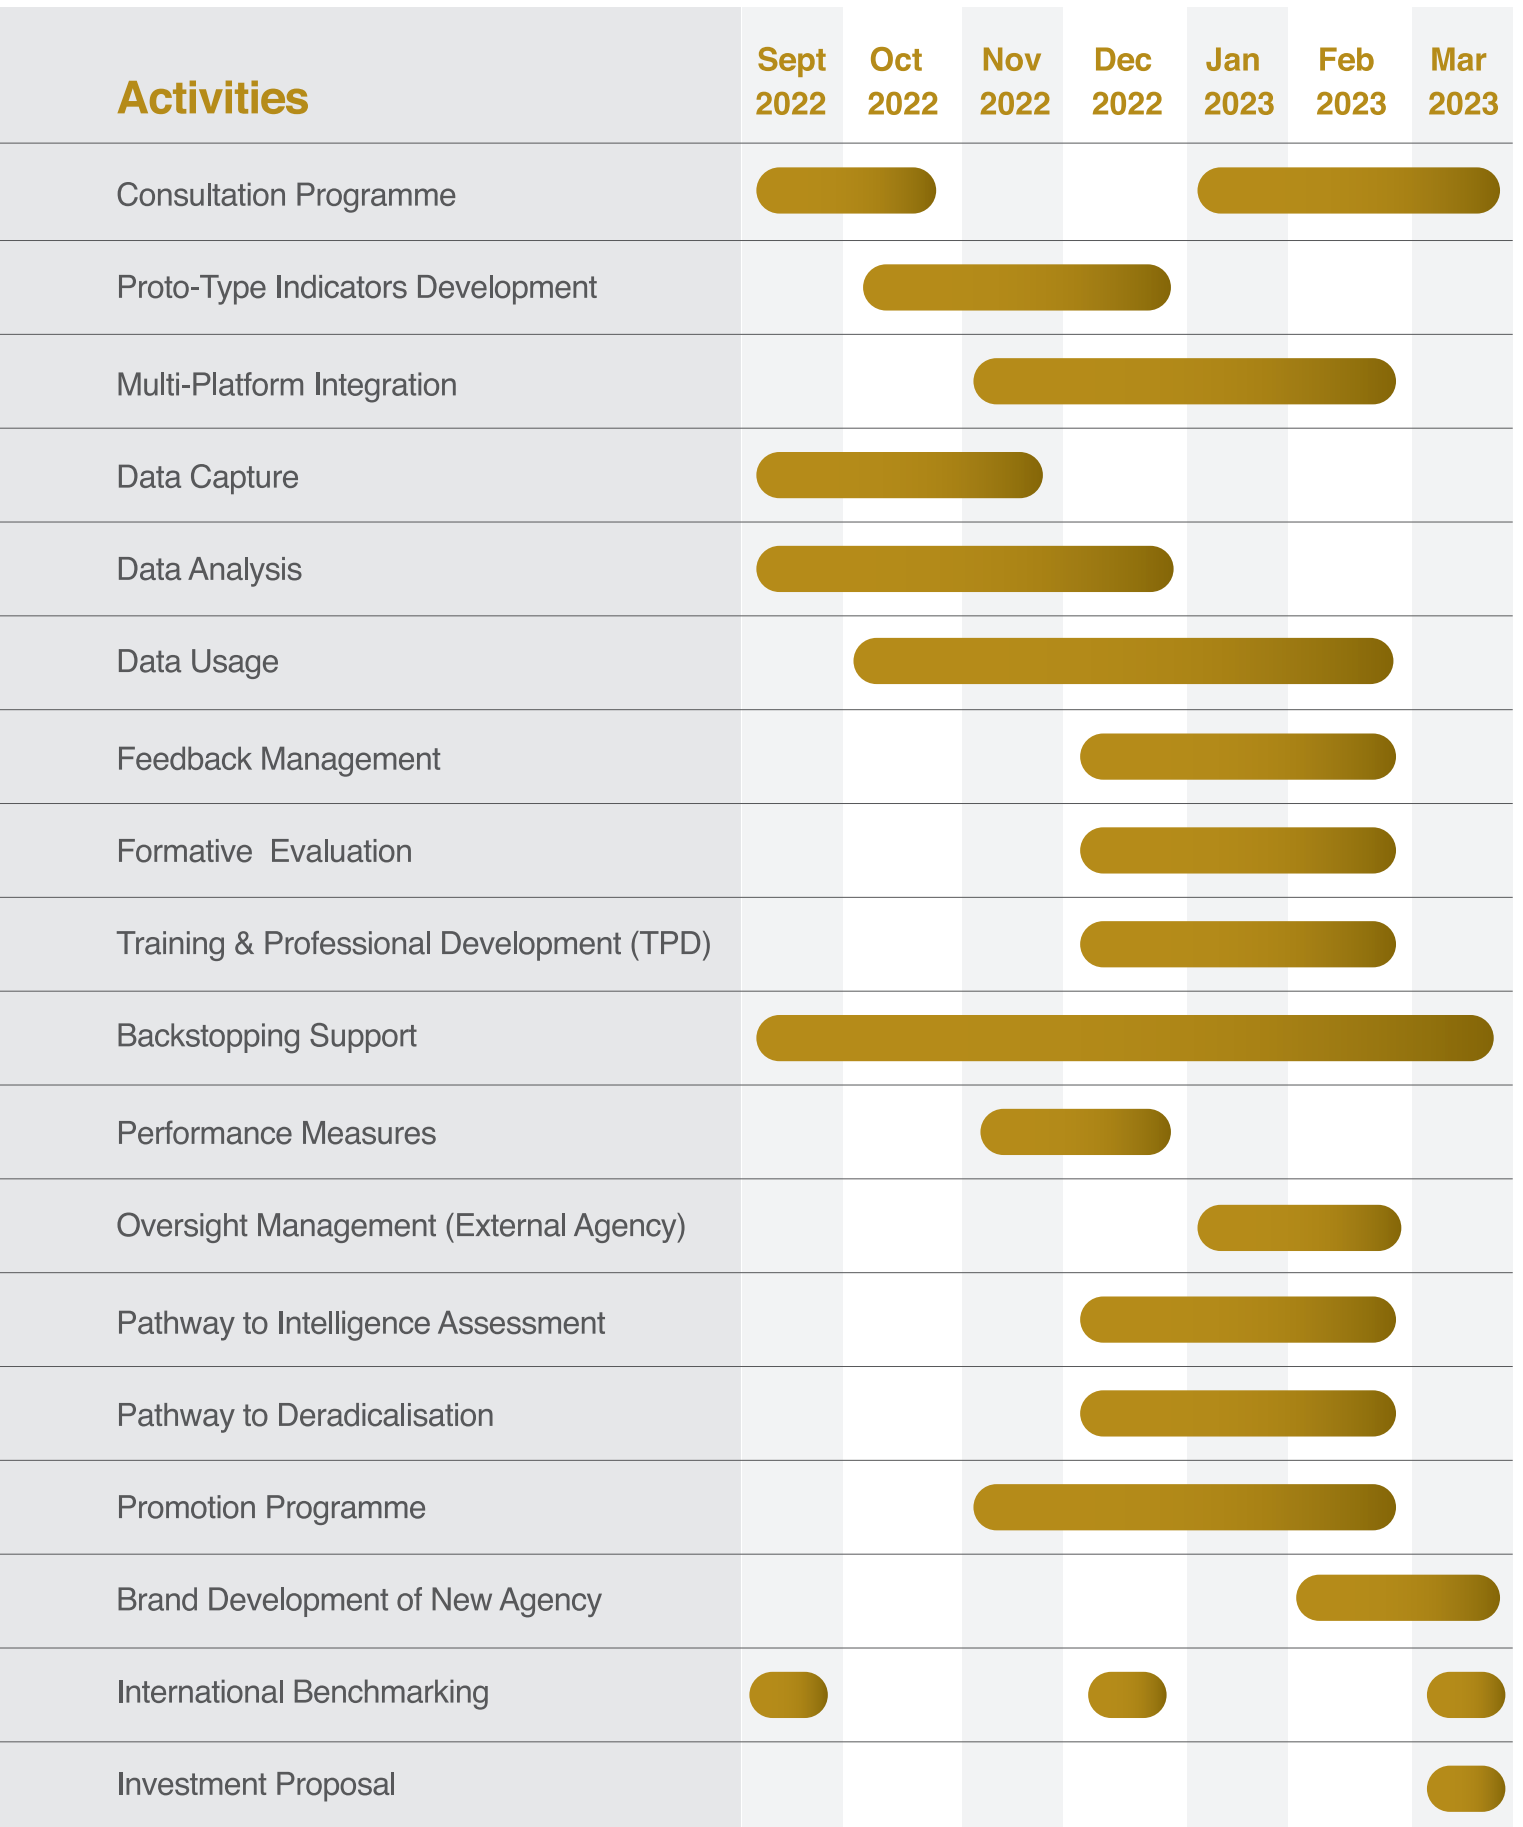 Activities
Sept 2022
Oct 2022
Nov 2022
Dec 2022
Jan 2023
Feb 2023
Mar 2023
Consultation Programme
Proto-Type Indicators Development
Multi-Platform Integration
Data Capture
Data Analysis
Data Usage
Feedback Management
Formative Evaluation
Training & Professional Development (TPD)
Backstopping Support
Performance Measures
Oversight Management (External Agency)
Pathway to Intelligence Assessment
Pathway to Deradicalisation
Promotion Programme
Brand Development of New Agency
International Benchmarking
Investment Proposal